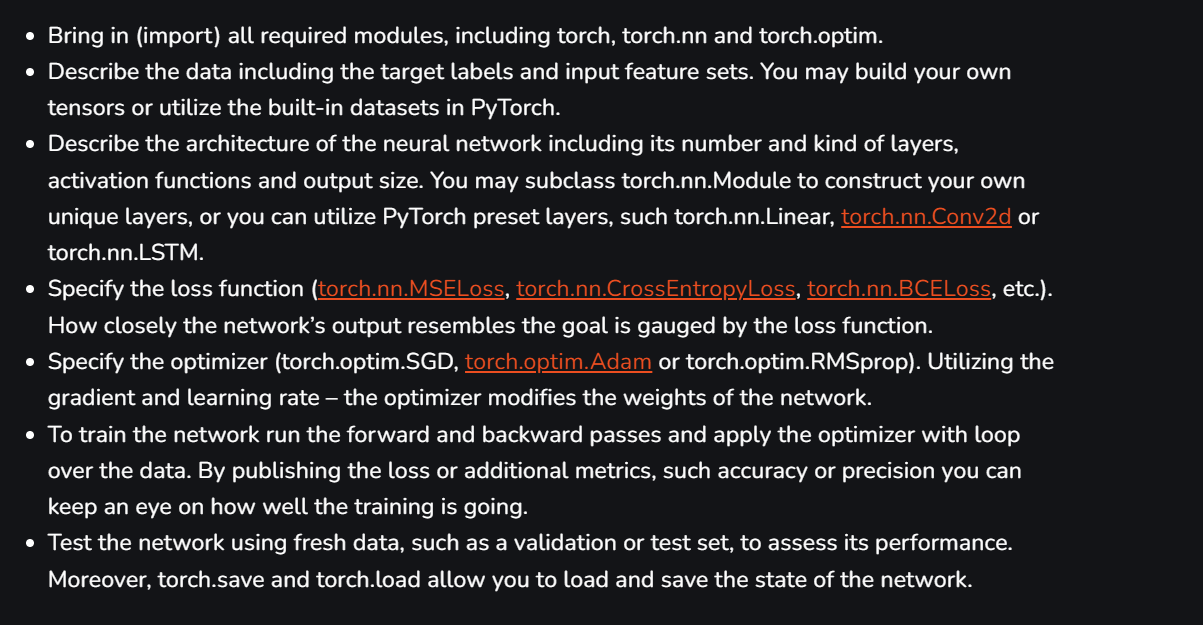 • Bring in (import) all required modules, including torch, torch.nn and torch.optim.
• Describe the data including the target labels and input feature sets. You may build your own
tensors or utilize the built-in datasets in PyTorch.
• Describe the architecture of the neural network including its number and kind of layers,
activation functions and output size. You may subclass torch.nn.Module to construct your own
unique layers, or you can utilize PyTorch preset layers, such torch.nn.Linear, torch.nn.Conv2d or
torch.nn.LSTM.
• Specify the loss function (torch.nn.MSELoss, torch.nn.CrossEntropyLoss, torch.nn.BCELoss, etc.).
How closely the network’s output resembles the goal is gauged by the loss function.
• Specify the optimizer (torch.optim.SGD, torch.optim.Adam or torch.optim.RMSprop). Utilizing the
gradient and learning rate – the optimizer modifies the weights of the network.
• To train the network run the forward and backward passes and apply the optimizer with loop
over the data. By publishing the loss or additional metrics, such accuracy or precision you can
keep an eye on how well the training is going.
• Test the network using fresh data, such as a validation or test set, to assess its performance.
Moreover, torch.save and torch.load allow you to load and save the state of the network.